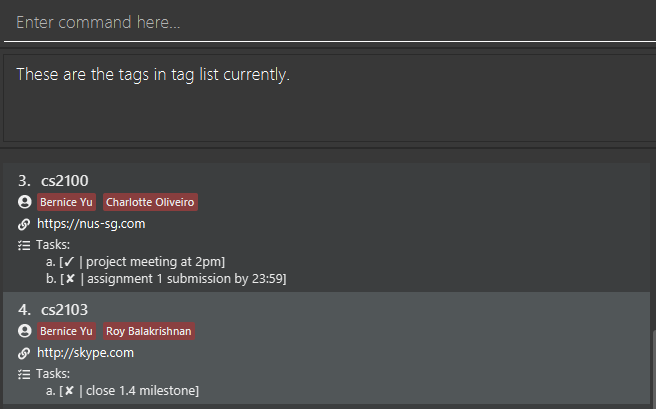 Enter command here...
These are the tags in tag list currently.
3. cs2100
Bernice Yu Charlotte Oliveiro
https://nus-sg.com
Tasks:
a. [✓ | project meeting at 2pm]
b. [✘ | assignment 1 submission by 23:59]
4. cs2103
Bernice Yu Roy Balakrishnan
http://skype.com
Tasks:
a. [✘ | close 1.4 milestone]